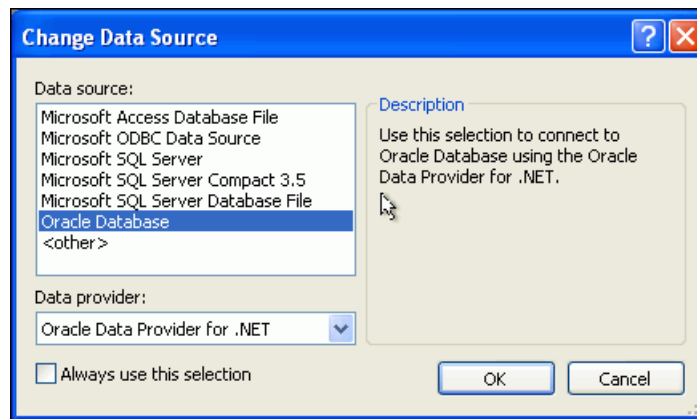 Change Data Source
?
Data source:
Microsoft Access Database File
Microsoft ODBC Data Source
Microsoft SQL Server
Microsoft SQL Server Compact 3.5
Microsoft SQL Server Database File
Oracle Database
<other>
Description
Use this selection to connect to
Oracle Database using the Oracle
Data Provider for .NET.
Data provider:
Oracle Data Provider for .NET
Always use this selection
OK
Cancel